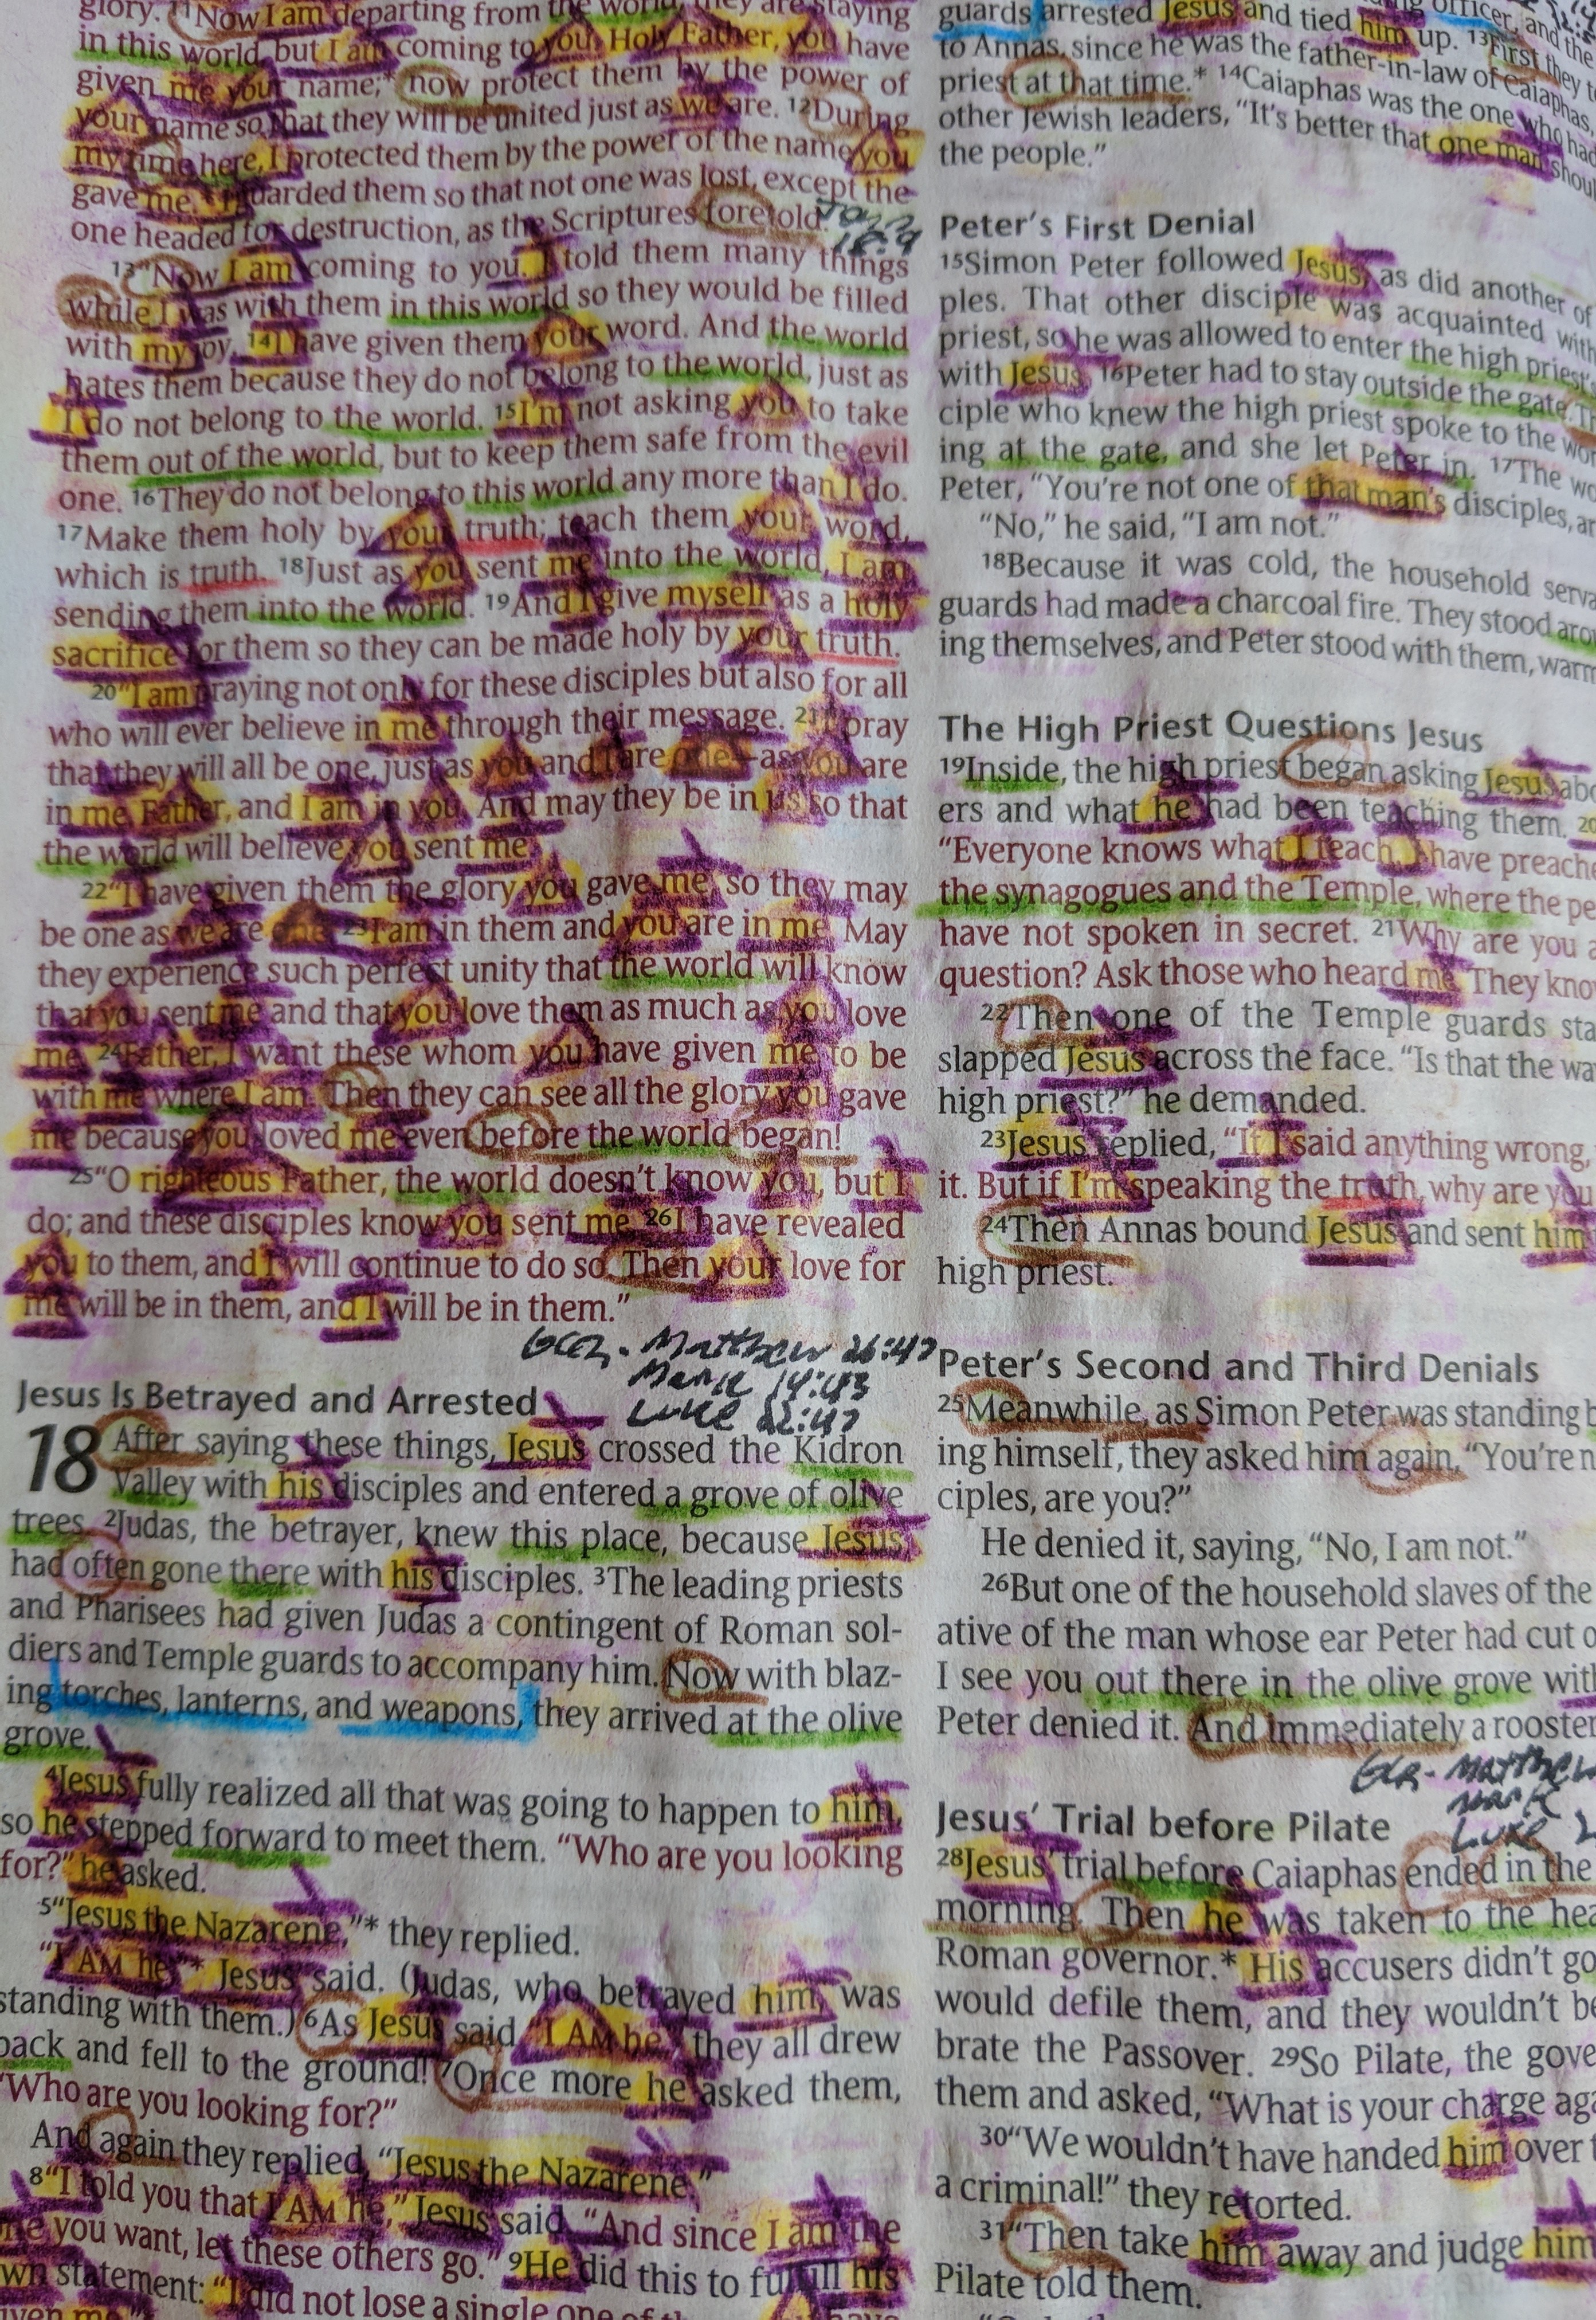 glory. 11Now I am departing from the world; they are staying
in this world, but I am coming to you. Holy Father, you have
given me your name;* now protect them by the power of
your name so that they will be united just as we are. 12During
my time here, I protected them by the power of the name you
gave me.* I guarded them so that not one was lost, except the
one headed for destruction, as the Scriptures foretold.
18:9
13“Now I am coming to you. I told them many things
while I was with them in this world so they would be filled
with my joy. 14I have given them your word. And the world
hates them because they do not belong to the world, just as
I do not belong to the world. 15I’m not asking you to take
them out of the world, but to keep them safe from the evil
one. 16They do not belong to this world any more than I do.
17Make them holy by your truth; teach them your word,
which is truth. 18Just as you sent me into the world, I am
sending them into the world. 19And I give myself as a holy
sacrifice for them so they can be made holy by your truth.
20“I am praying not only for these disciples but also for all
who will ever believe in me through their message. 21I pray
that they will all be one, just as you and I are one—as you are
in me, Father, and I am in you. And may they be in us so that
the world will believe you sent me.
22“I have given them the glory you gave me, so they may
be one as we are one. 23I am in them and you are in me. May
they experience such perfect unity that the world will know
that you sent me and that you love them as much as you love
me. 24Father, I want these whom you have given me to be
with me where I am. Then they can see all the glory you gave
me because you loved me even before the world began!
25“O righteous Father, the world doesn’t know you, but I
do; and these disciples know you sent me. 26I have revealed
you to them, and I will continue to do so. Then your love for
me will be in them, and I will be in them.”
Matthew 26:47
Mark 14:43
Luke 22:47
Jesus Is Betrayed and Arrested
18 After saying these things, Jesus crossed the Kidron
Valley with his disciples and entered a grove of olive
trees. 2Judas, the betrayer, knew this place, because Jesus
had often gone there with his disciples. 3The leading priests
and Pharisees had given Judas a contingent of Roman sol-
diers and Temple guards to accompany him. Now with blaz-
ing torches, lanterns, and weapons, they arrived at the olive
grove.
4Jesus fully realized all that was going to happen to him,
so he stepped forward to meet them. “Who are you looking
for?” he asked.
5“Jesus the Nazarene,”* they replied.
“I AM he,”* Jesus said. (Judas, who betrayed him, was
standing with them.) 6As Jesus said “I AM he,” they all drew
back and fell to the ground! 7Once more he asked them,
“Who are you looking for?”
And again they replied, “Jesus the Nazarene.”
8“I told you that I AM he,” Jesus said. “And since I am the
one you want, let these others go.” 9He did this to fulfill his
own statement: “I did not lose a single one of
given me.”
guards arrested Jesus and tied him up. 13First they
to Annas, since he was the father-in-law of Caiaphas,
priest at that time.* 14Caiaphas was the one who had
other Jewish leaders, “It’s better that one man shou
the people.”
Peter’s First Denial
15Simon Peter followed Jesus, as did another of
ples. That other disciple was acquainted with
priest, so he was allowed to enter the high priest’s
with Jesus. 16Peter had to stay outside the gate.
ciple who knew the high priest spoke to the wo
ing at the gate, and she let Peter in. 17The wo
Peter, “You’re not one of that man’s disciples, ar
“No,” he said, “I am not.”
18Because it was cold, the household serva
guards had made a charcoal fire. They stood aro
ing themselves, and Peter stood with them, warm
The High Priest Questions Jesus
19Inside, the high priest began asking Jesus abo
ers and what he had been teaching them. 20
“Everyone knows what I teach. I have preache
the synagogues and the Temple, where the pe
have not spoken in secret. 21Why are you a
question? Ask those who heard me. They kno
22Then one of the Temple guards sta
slapped Jesus across the face. “Is that the wa
high priest?” he demanded.
23Jesus replied, “If I said anything wrong,
it. But if I’m speaking the truth, why are you
24Then Annas bound Jesus and sent him
high priest.
Peter’s Second and Third Denials
25Meanwhile, as Simon Peter was standing b
ing himself, they asked him again, “You’re n
ciples, are you?”
He denied it, saying, “No, I am not.”
26But one of the household slaves of the
ative of the man whose ear Peter had cut o
I see you out there in the olive grove with
Peter denied it. And immediately a rooster
Matthew
Mark
Luke 2
Jesus’ Trial before Pilate
28Jesus’ trial before Caiaphas ended in the
morning. Then he was taken to the hea
Roman governor.* His accusers didn’t go
would defile them, and they wouldn’t be
brate the Passover. 29So Pilate, the gove
them and asked, “What is your charge aga
30“We wouldn’t have handed him over t
a criminal!” they retorted.
31“Then take him away and judge him
Pilate told them.